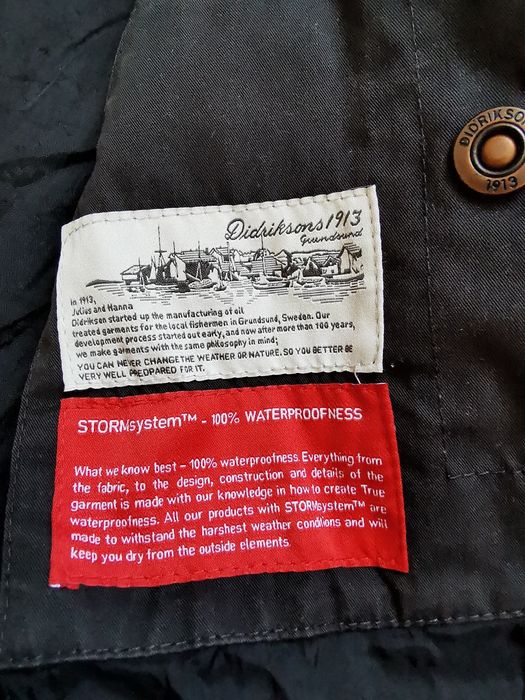 DIDRIKSON
1913
Didriksons1913
Grundsund
in 1913,
Julius and Hanna
Didrikson started up the manufacturing of oil
treated garments for the local fishermen in Grundsund, Sweden. Our
development process started out early, and now after more than 100 years,
we make garments with the same philosophy in mind;
YOU CAN NEVER CHANGE THE WEATHER OR NATURE. SO YOU BETTER BE
VERY WELL PREPARED FOR IT.
STORMsystem™ - 100% WATERPROOFNESS
What we know best - 100% waterproofness. Everything from
the fabric, to the design, construction and details of the
garment is made with our knowledge in how to create True
waterproofness. All our products with STORMsystem™ are
made to withstand the harshest weather conditions and will
keep you dry from the outside elements.